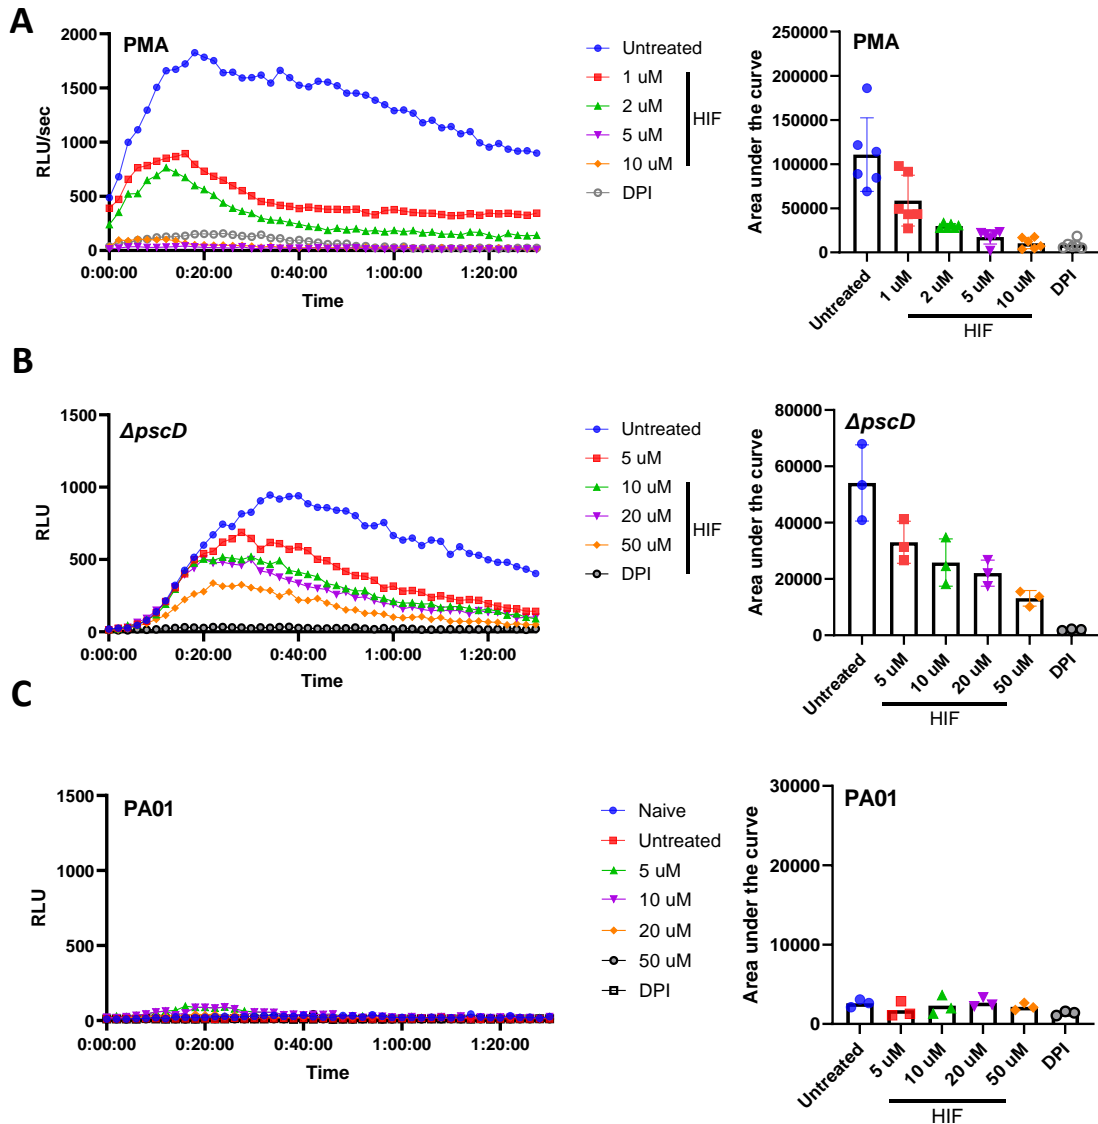 A
PMA
RLU/sec
2000
1500
1000
500
0
0:00:00 0:20:00 0:40:00 1:00:00 1:20:00
Time
Untreated
1 uM
2 uM
5 uM
10 uM
DPI
HIF
PMA
Area under the curve
250000
200000
150000
100000
50000
0
Untreated 1 uM 2 uM 5 uM 10 uM DPI
HIF
B
ΔpscD
RLU
1500
1000
500
0
0:00:00 0:20:00 0:40:00 1:00:00 1:20:00
Time
Untreated
5 uM
10 uM
20 uM
50 uM
DPI
HIF
ΔpscD
Area under the curve
80000
60000
40000
20000
0
Untreated 5 uM 10 uM 20 uM 50 uM DPI
HIF
C
PA01
RLU
1500
1000
500
0
0:00:00 0:20:00 0:40:00 1:00:00 1:20:00
Time
Naive
Untreated
5 uM
10 uM
20 uM
50 uM
DPI
PA01
Area under the curve
30000
20000
10000
0
Untreated 5 uM 10 uM 20 uM 50 uM DPI
HIF